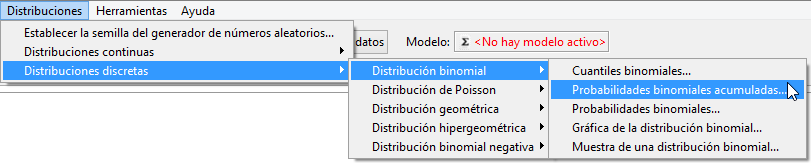 Distribuciones Herramientas Ayuda
Establecer la semilla del generador de números aleatorios...
Distribuciones continuas
Distribuciones discretas
datos Modelo: Σ <No hay modelo activo>
Distribución binomial
Distribución de Poisson
Distribución geométrica
Distribución hipergeométrica
Distribución binomial negativa
Cuantiles binomiales...
Probabilidades binomiales acumuladas...
Probabilidades binomiales...
Gráfica de la distribución binomial...
Muestra de una distribución binomial...